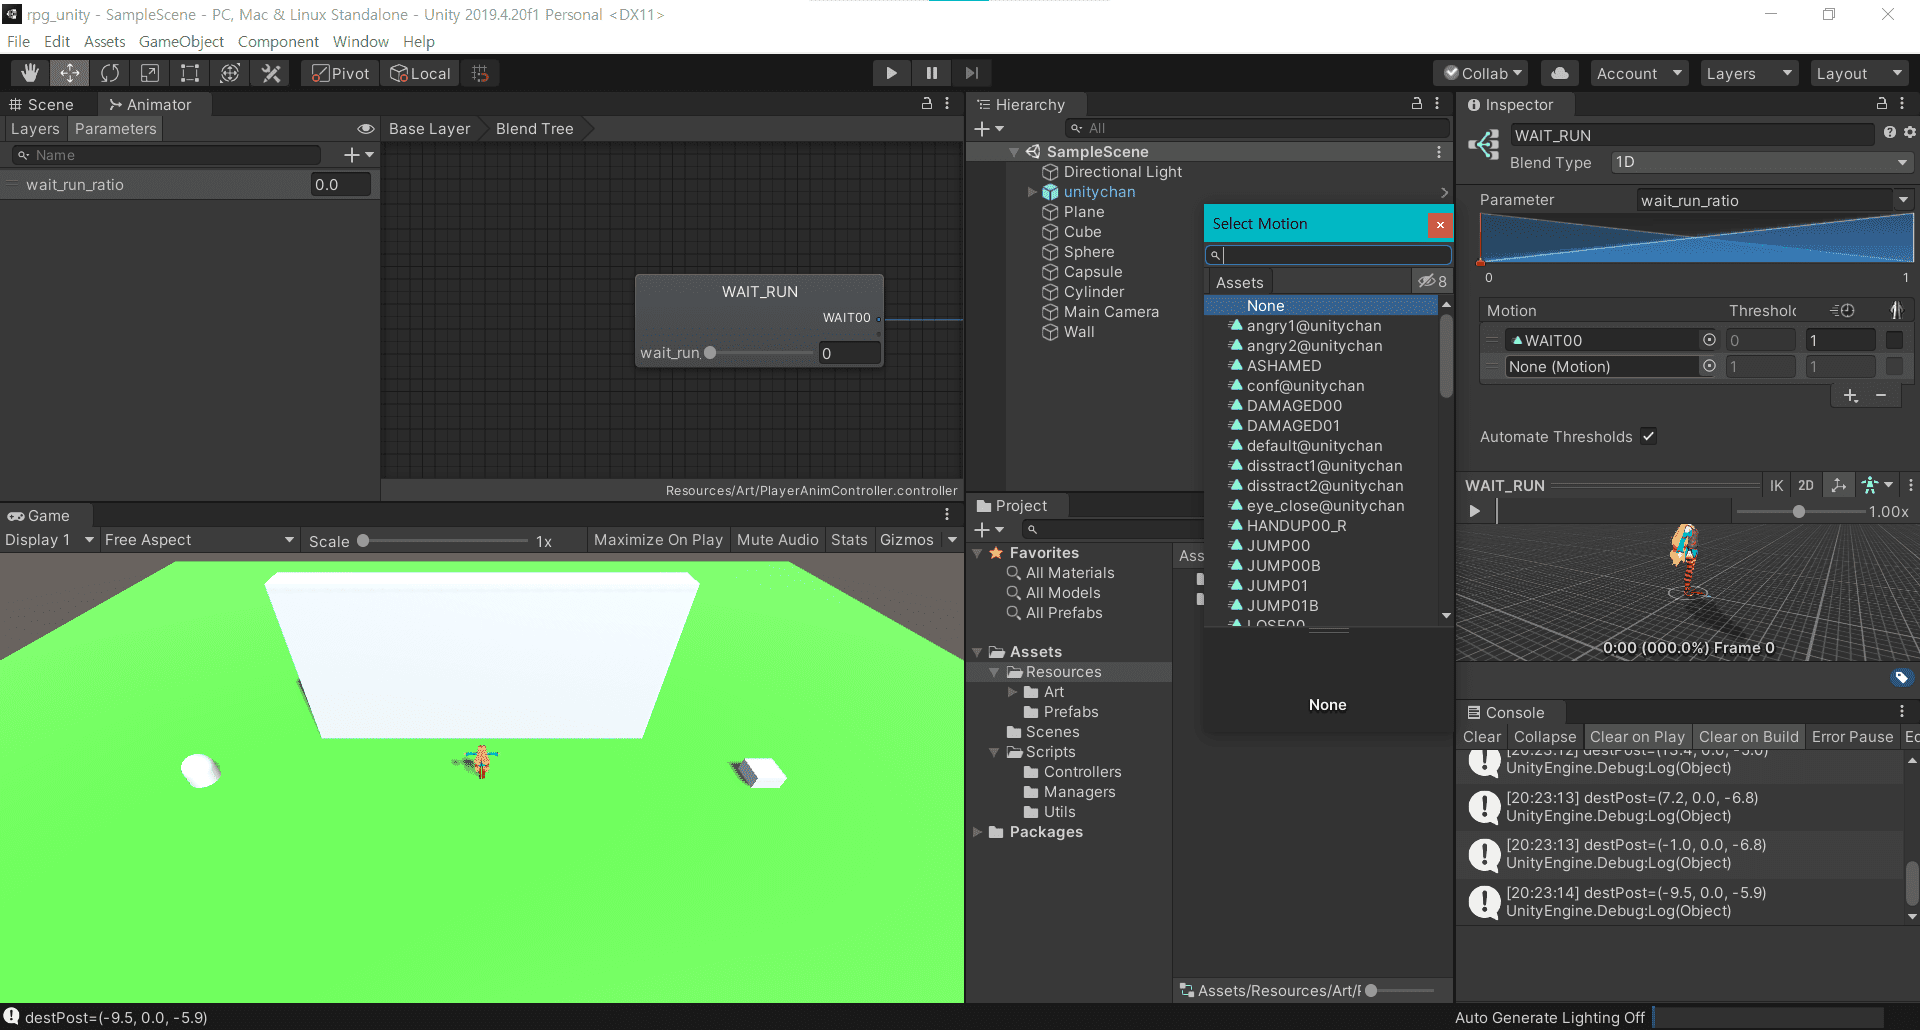 rpg_unity - SampleScene - PC, Mac & Linux Standalone - Unity 2019.4.20f1 Personal <DX11>
File Edit Assets GameObject Component Window Help
Pivot Local Collab Account Layers Layout
Scene Animator
Layers Parameters Base Layer Blend Tree
Name
wait_run_ratio 0.0
WAIT_RUN
WAIT00
wait_run_ 0
Resources/Art/PlayerAnimController.controller
Game
Display 1 Free Aspect Scale 1x Maximize On Play Mute Audio Stats Gizmos
Hierarchy
All
SampleScene
Directional Light
unitychan
Plane
Cube
Sphere
Capsule
Cylinder
Main Camera
Wall
Project
Favorites
All Materials
All Models
All Prefabs
Assets
Resources
Art
Prefabs
Scenes
Scripts
Controllers
Managers
Utils
Packages
Ass
Assets/Resources/Art/
Select Motion
Assets 8
None
angry1@unitychan
angry2@unitychan
ASHAMED
conf@unitychan
DAMAGED00
DAMAGED01
default@unitychan
disstract1@unitychan
disstract2@unitychan
eye_close@unitychan
HANDUP00_R
JUMP00
JUMP00B
JUMP01
JUMP01B
LOSE00
None
Inspector
WAIT_RUN
Blend Type 1D
Parameter wait_run_ratio
0 1
Motion Threshold
WAIT00 0 1
None (Motion) 1 1
Automate Thresholds
WAIT_RUN IK 2D
1.00x
0:00 (000.0%) Frame 0
Console
Clear Collapse Clear on Play Clear on Build Error Pause Ec
[20:23:12] destPost=(13.4, 0.0, -5.0)
UnityEngine.Debug:Log(Object)
[20:23:13] destPost=(7.2, 0.0, -6.8)
UnityEngine.Debug:Log(Object)
[20:23:13] destPost=(-1.0, 0.0, -6.8)
UnityEngine.Debug:Log(Object)
[20:23:14] destPost=(-9.5, 0.0, -5.9)
UnityEngine.Debug:Log(Object)
destPost=(-9.5, 0.0, -5.9)
Auto Generate Lighting Off